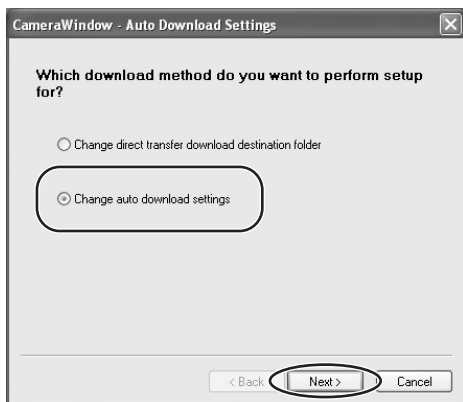 CameraWindow - Auto Download Settings
Which download method do you want to perform setup
for?
Change direct transfer download destination folder
Change auto download settings
< Back
Next >
Cancel